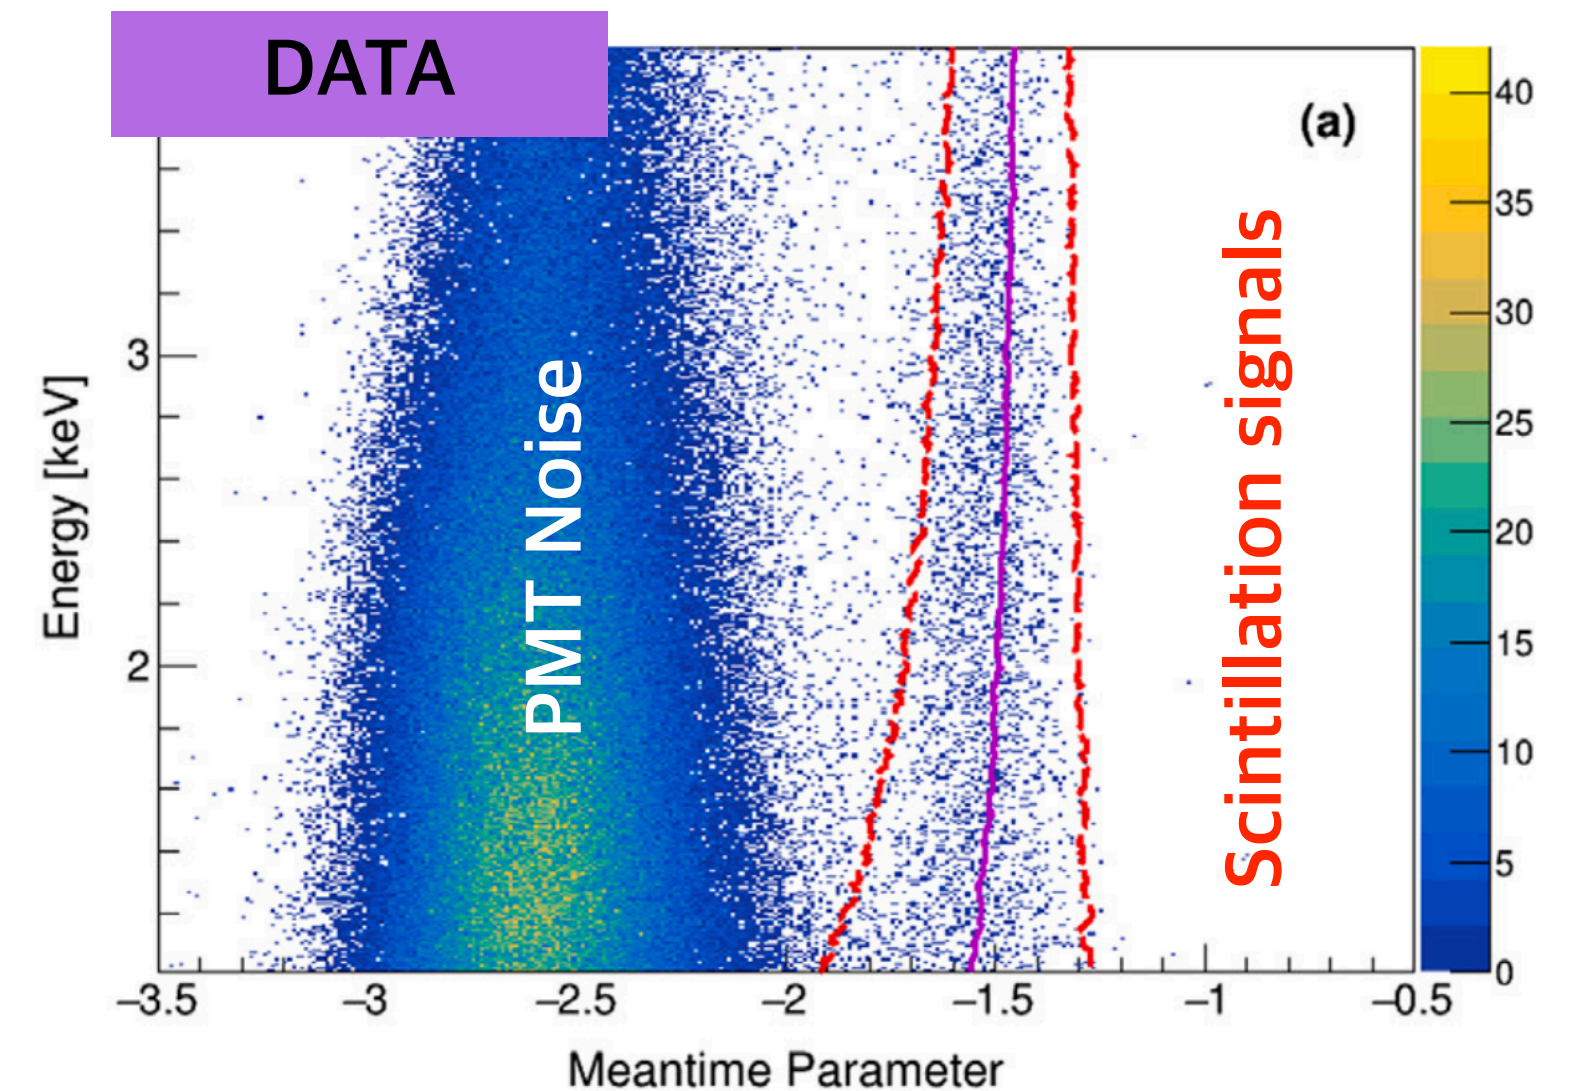 DATA
(a)
PMT Noise
Scintillation signals
Energy [keV]
3
2
40
35
30
25
20
15
10
5
0
−3.5 −3 −2.5 −2 −1.5 −1 −0.5
Meantime Parameter